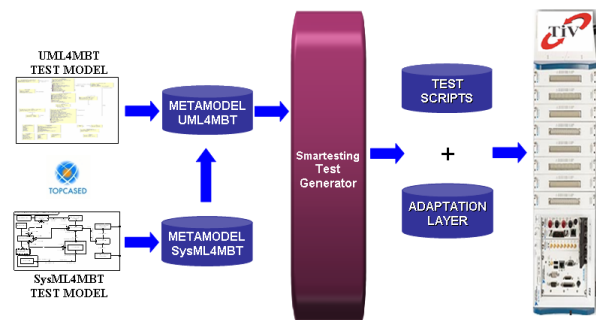 UML4MBT
TEST MODEL
METAMODEL
UML4MBT
TOPCASED
METAMODEL
SysML4MBT
SysML4MBT
TEST MODEL
Smartesting
Test
Generator
TEST
SCRIPTS
+
ADAPTATION
LAYER
TiV